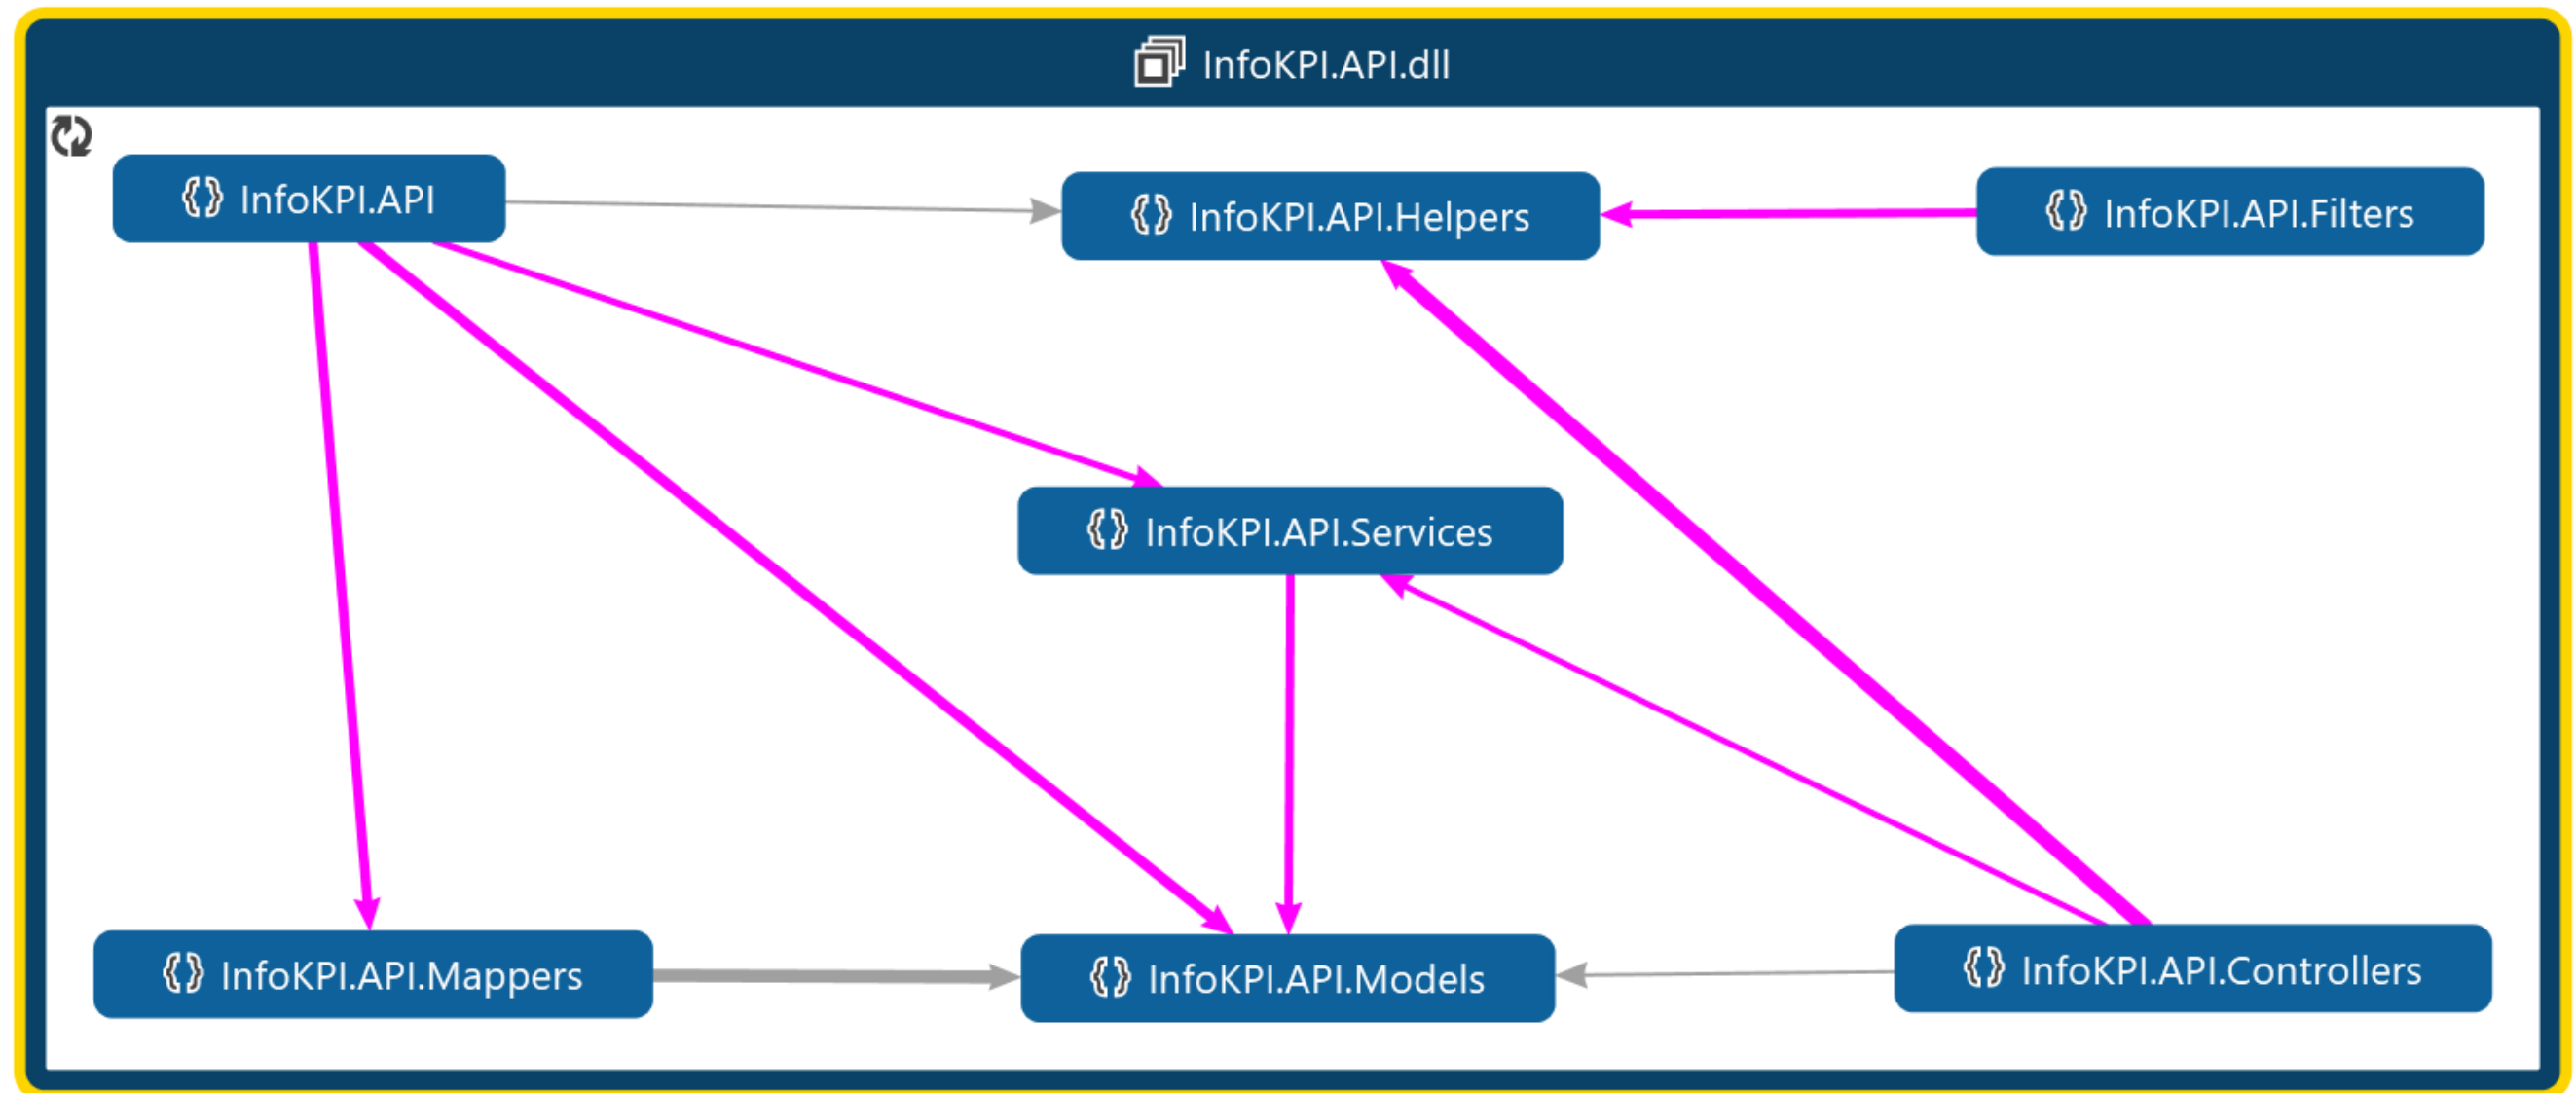 InfoKPI.API.dll
{} InfoKPI.API
{} InfoKPI.API.Helpers
{} InfoKPI.API.Filters
{} InfoKPI.API.Services
{} InfoKPI.API.Mappers
{} InfoKPI.API.Models
{} InfoKPI.API.Controllers